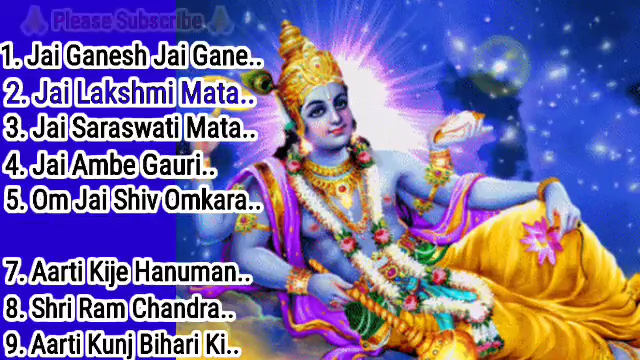 🙏 Please Subscribe 🙏
1. Jai Ganesh Jai Gane..
2. Jai Lakshmi Mata..
3. Jai Saraswati Mata..
4. Jai Ambe Gauri..
5. Om Jai Shiv Omkara..
7. Aarti Kije Hanuman..
8. Shri Ram Chandra..
9. Aarti Kunj Bihari Ki..